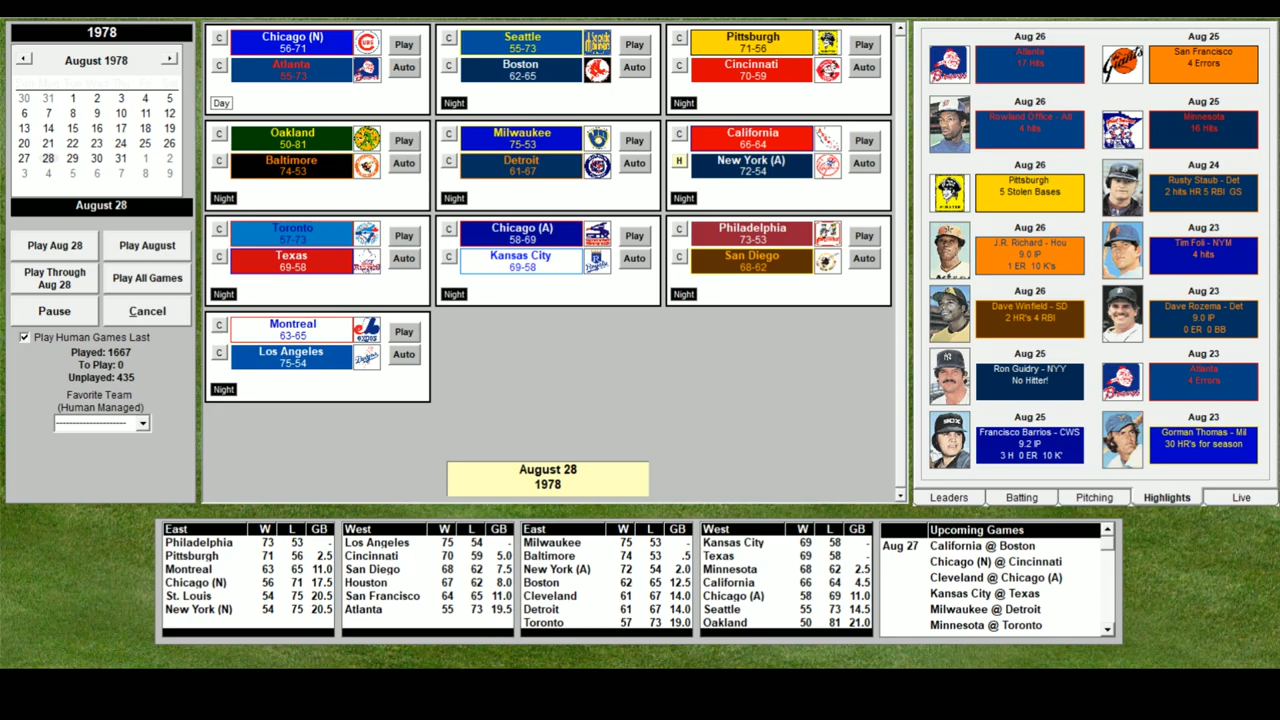 1978
August 1978
30 31 1 2 3 4 5
6 7 8 9 10 11 12
13 14 15 16 17 18 19
20 21 22 23 24 25 26
27 28 29 30 31 1 2
3 4 5 6 7 8 9
August 28
Play Aug 28
Play August
Play Through
Aug 28
Play All Games
Pause
Cancel
Play Human Games Last
Played: 1667
To Play: 0
Unplayed: 435
Favorite Team
(Human Managed)
C Chicago (N) Play
56-71
C Atlanta Auto
55-73
Day
C Seattle Play
55-73
C Boston Auto
62-65
Night
C Pittsburgh Play
71-56
C Cincinnati Auto
70-59
Night
C Oakland Play
50-81
C Baltimore Auto
74-53
Night
C Milwaukee Play
75-53
C Detroit Auto
61-67
Night
C California Play
66-64
H New York (A) Auto
72-54
Night
C Toronto Play
57-73
C Texas Auto
69-58
Night
C Chicago (A) Play
58-69
C Kansas City Auto
69-58
Night
C Philadelphia Play
73-53
C San Diego Auto
68-62
Night
C Montreal Play
63-65
C Los Angeles Auto
75-54
Night
August 28
1978
Aug 26
Atlanta
17 Hits
Aug 26
San Francisco
4 Errors
Aug 26
Rowland Office - Atl
4 hits
Aug 25
Minnesota
16 Hits
Aug 26
Pittsburgh
5 Stolen Bases
Aug 24
Rusty Staub - Det
2 hits HR 5 RBI GS
Aug 26
J.R. Richard - Hou
9.0 IP
1 ER 10 K's
Aug 23
Tim Foli - NYM
4 hits
Aug 26
Dave Winfield - SD
2 HR's 4 RBI
Aug 23
Dave Rozema - Det
9.0 IP
0 ER 0 BB
Aug 25
Ron Guidry - NYY
No Hitter!
Aug 23
Atlanta
4 Errors
Aug 25
Francisco Barrios - CWS
9.2 IP
3 H 0 ER 10 K'
Aug 23
Gorman Thomas - Mil
30 HR's for season
Leaders Batting Pitching Highlights Live
East W L GB
Philadelphia 73 53 -
Pittsburgh 71 56 2.5
Montreal 63 65 11.0
Chicago (N) 56 71 17.5
St. Louis 54 75 20.5
New York (N) 54 75 20.5
West W L GB
Los Angeles 75 54 -
Cincinnati 70 59 5.0
San Diego 68 62 7.5
Houston 67 62 8.0
San Francisco 64 65 11.0
Atlanta 55 73 19.5
East W L GB
Milwaukee 75 53 -
Baltimore 74 53 .5
New York (A) 72 54 2.0
Boston 62 65 12.5
Cleveland 61 67 14.0
Detroit 61 67 14.0
Toronto 57 73 19.0
West W L GB
Kansas City 69 58 -
Texas 69 58 -
Minnesota 68 62 2.5
California 66 64 4.5
Chicago (A) 58 69 11.0
Seattle 55 73 14.5
Oakland 50 81 21.0
Upcoming Games
Aug 27 California @ Boston
Chicago (N) @ Cincinnati
Cleveland @ Chicago (A)
Kansas City @ Texas
Milwaukee @ Detroit
Minnesota @ Toronto